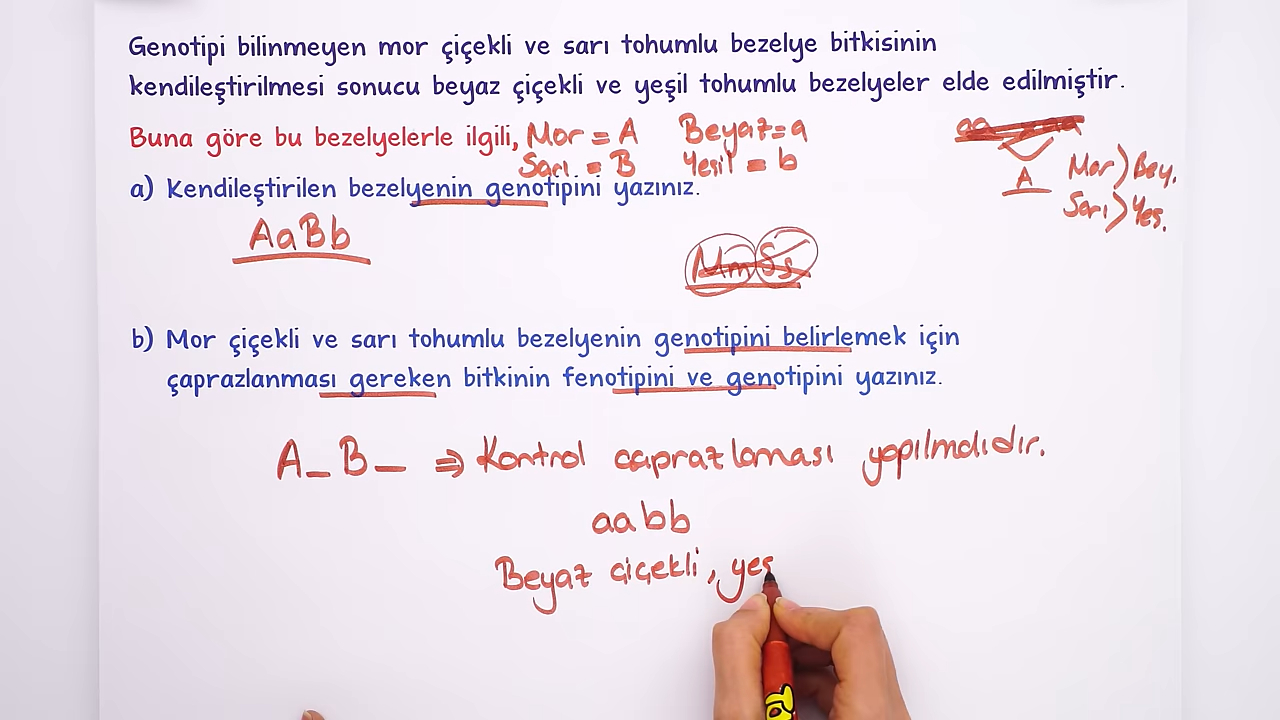 Genotipi bilinmeyen mor çiçekli ve sarı tohumlu bezelye bitkisinin
kendileştirilmesi sonucu beyaz çiçekli ve yeşil tohumlu bezelyeler elde edilmiştir.
Buna göre bu bezelyelerle ilgili, Mor = A Beyaz = a
Sarı = B Yeşil = b
a) Kendileştirilen bezelyenin genotipini yazınız.
A
Mor > Bey.
Sarı > Yeş.
AaBb
MmSs
b) Mor çiçekli ve sarı tohumlu bezelyenin genotipini belirlemek için
çaprazlanması gereken bitkinin fenotipini ve genotipini yazınız.
A_B_ ⇒ Kontrol çaprazlaması yapılmalıdır.
aabb
Beyaz çiçekli, yeş